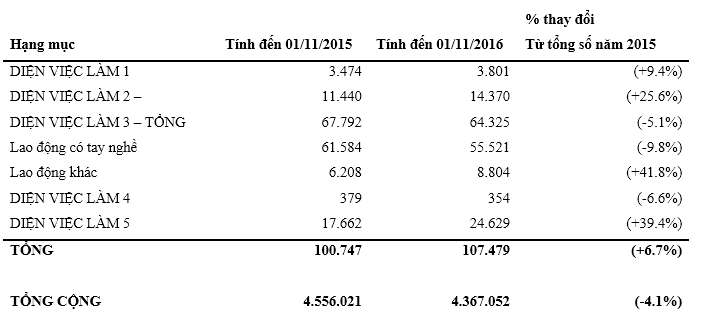 % thay đổi
Hạng mục Tính đến 01/11/2015 Tính đến 01/11/2016 Từ tổng số năm 2015
DIỆN VIỆC LÀM 1 3.474 3.801 (+9.4%)
DIỆN VIỆC LÀM 2 – 11.440 14.370 (+25.6%)
DIỆN VIỆC LÀM 3 – TỔNG 67.792 64.325 (-5.1%)
Lao động có tay nghề 61.584 55.521 (-9.8%)
Lao động khác 6.208 8.804 (+41.8%)
DIỆN VIỆC LÀM 4 379 354 (-6.6%)
DIỆN VIỆC LÀM 5 17.662 24.629 (+39.4%)
TỔNG 100.747 107.479 (+6.7%)
TỔNG CỘNG 4.556.021 4.367.052 (-4.1%)